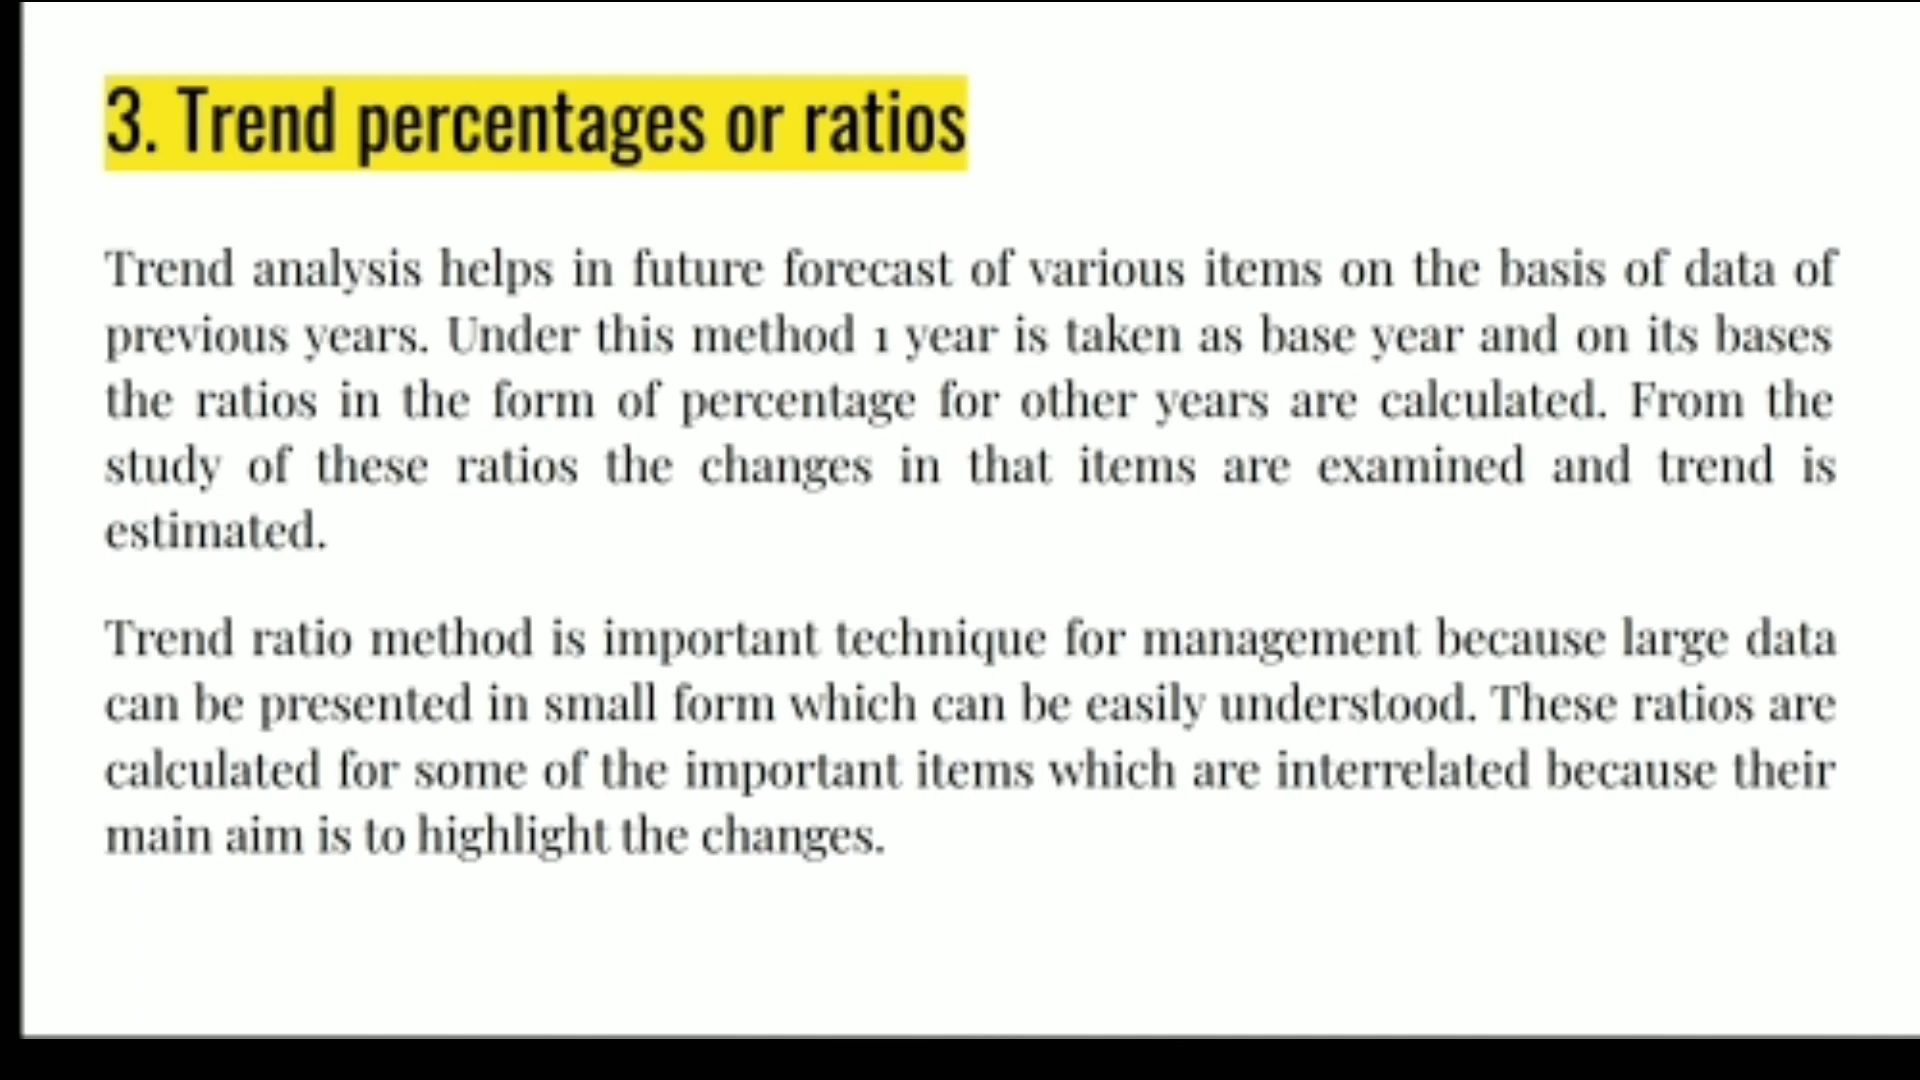 3. Trend percentages or ratios
Trend analysis helps in future forecast of various items on the basis of data of
previous years. Under this method 1 year is taken as base year and on its bases
the ratios in the form of percentage for other years are calculated. From the
study of these ratios the changes in that items are examined and trend is
estimated.
Trend ratio method is important technique for management because large data
can be presented in small form which can be easily understood. These ratios are
calculated for some of the important items which are interrelated because their
main aim is to highlight the changes.